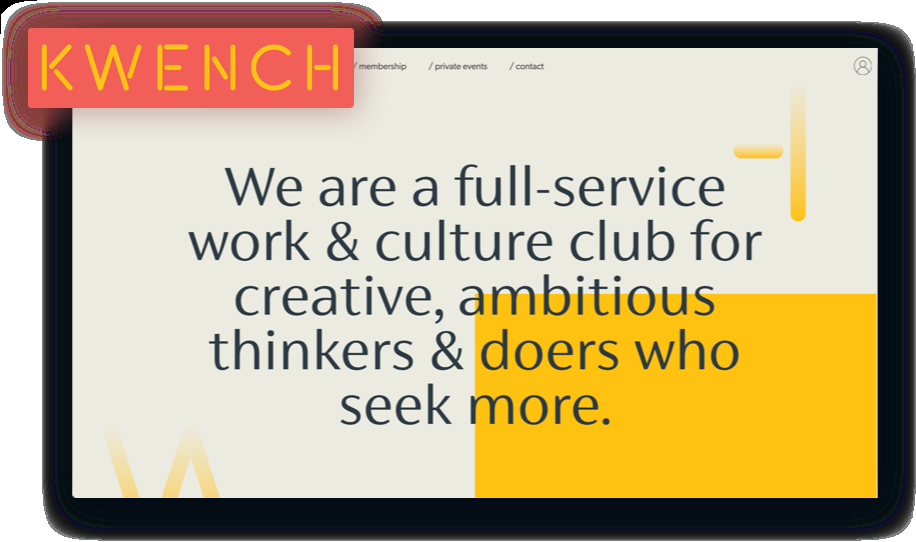 KWENCH
/ membership / private events / contact
We are a full-service
work & culture club for
creative, ambitious
thinkers & doers who
seek more.